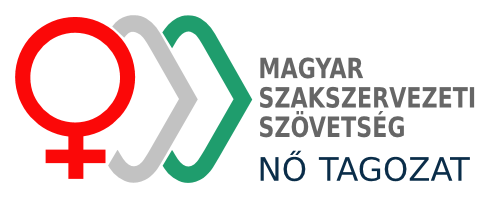 MAGYAR
SZAKSZERVEZETI
SZÖVETSÉG
NŐ TAGOZAT